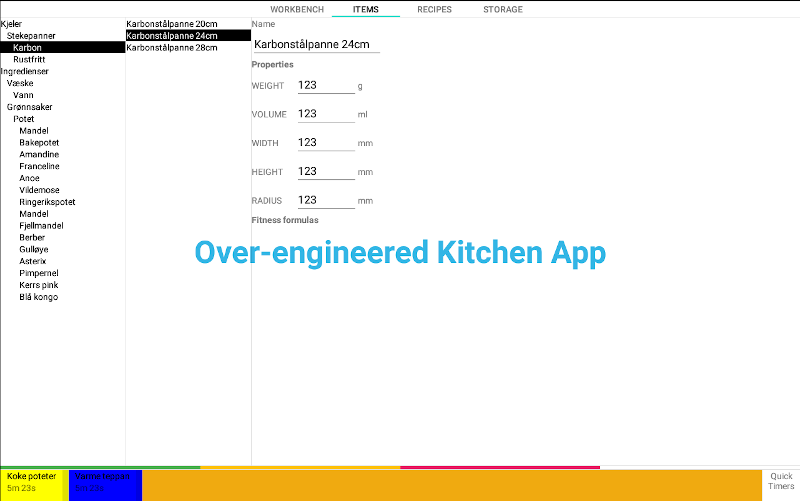 WORKBENCH ITEMS RECIPES STORAGE
Kjeler
Stekepanner
Karbon
Rustfritt
Ingredienser
Væske
Vann
Grønnsaker
Potet
Mandel
Bakepotet
Amandine
Franceline
Anoe
Vildemose
Ringerikspotet
Mandel
Fjellmandel
Berber
Gulløye
Asterix
Pimpernel
Kerrs pink
Blå kongo
Karbonstålpanne 20cm
Karbonstålpanne 24cm
Karbonstålpanne 28cm
Name
Karbonstålpanne 24cm
Properties
WEIGHT 123 g
VOLUME 123 ml
WIDTH 123 mm
HEIGHT 123 mm
RADIUS 123 mm
Fitness formulas
Over-engineered Kitchen App
Koke poteter
5m 23s
Quick
Timers